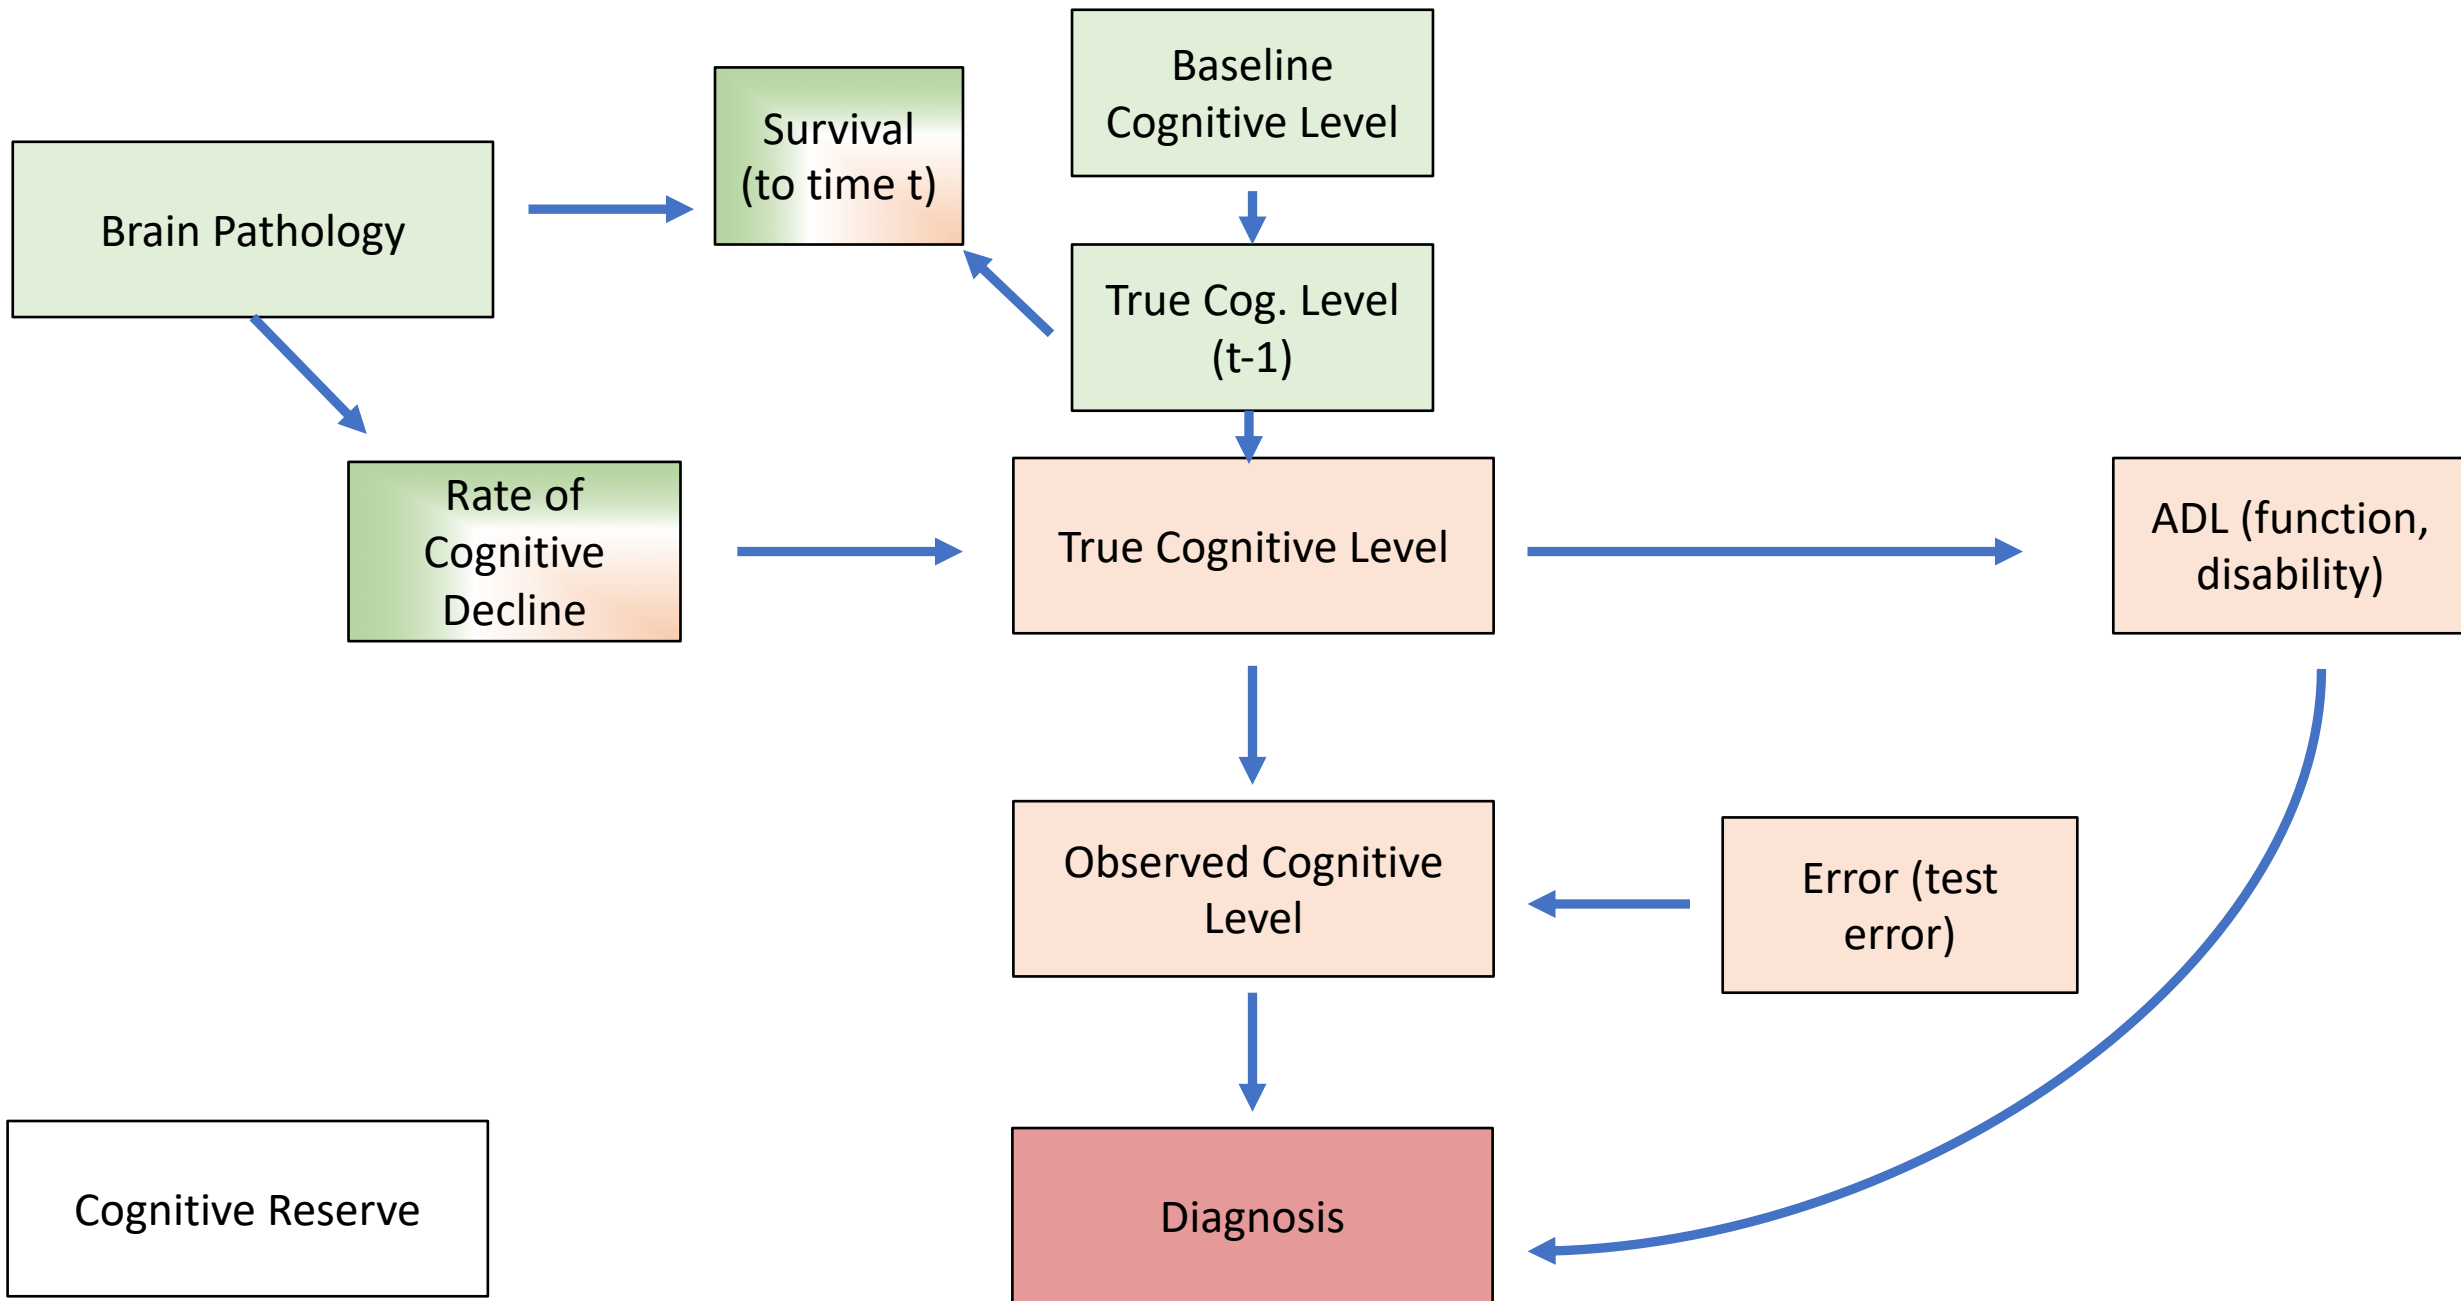 Baseline
Cognitive Level
Survival
(to time t)
Brain Pathology
True Cog. Level
(t-1)
Rate of
Cognitive
Decline
True Cognitive Level
ADL (function,
disability)
Observed Cognitive
Level
Error (test
error)
Cognitive Reserve
Diagnosis